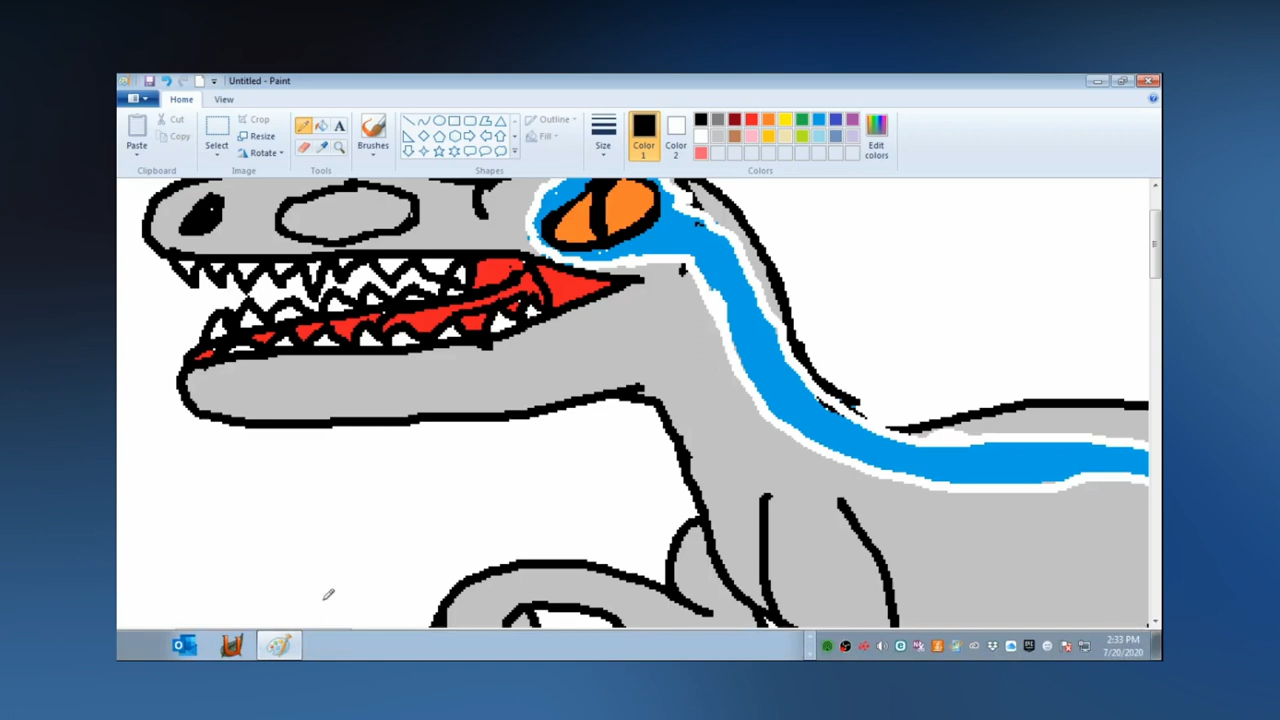 Untitled - Paint
Home View
Paste
Cut
Copy
Clipboard
Select
Crop
Resize
Rotate
Image
A
Tools
Brushes
Outline
Fill
Shapes
Size
Color
1
Color
2
Edit
colors
Colors
2:33 PM
7/20/2020